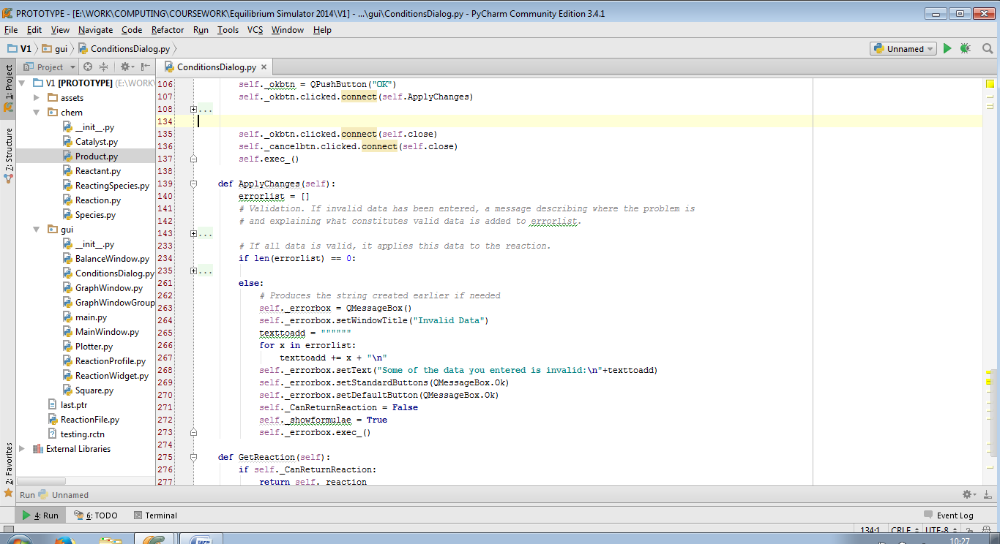 PROTOTYPE - [E:\WORK\COMPUTING\COURSEWORK\Equilibrium Simulator 2014\V1] - ...\gui\ConditionsDialog.py - PyCharm Community Edition 3.4.1
File Edit View Navigate Code Refactor Run Tools VCS Window Help
V1 gui ConditionsDialog.py Unnamed
Project ConditionsDialog.py
1: Project
7: Structure
2: Favorites
V1 [PROTOTYPE] (E:\WORK\
assets
chem
__init__.py
Catalyst.py
Product.py
Reactant.py
ReactingSpecies.py
Reaction.py
Species.py
gui
__init__.py
BalanceWindow.py
ConditionsDialog.py
GraphWindow.py
GraphWindowGroup
main.py
MainWindow.py
Plotter.py
ReactionProfile.py
ReactionWidget.py
Square.py
last.ptr
ReactionFile.py
testing.rctn
External Libraries
106 self._okbtn = QPushButton("OK")
107 self._okbtn.clicked.connect(self.ApplyChanges)
108 ...
134
135 self._okbtn.clicked.connect(self.close)
136 self._cancelbtn.clicked.connect(self.close)
137 self.exec_()
138
139 def ApplyChanges(self):
140 errorlist = []
141 # Validation. If invalid data has been entered, a message describing where the problem is
142 # and explaining what constitutes valid data is added to errorlist.
143 ...
233 # If all data is valid, it applies this data to the reaction.
234 if len(errorlist) == 0:
235 ...
261 else:
262 # Produces the string created earlier if needed
263 self._errorbox = QMessageBox()
264 self._errorbox.setWindowTitle("Invalid Data")
265 texttoadd = """"""
266 for x in errorlist:
267 texttoadd += x + "\n"
268 self._errorbox.setText("Some of the data you entered is invalid:\n"+texttoadd)
269 self._errorbox.setStandardButtons(QMessageBox.Ok)
270 self._errorbox.setDefaultButton(QMessageBox.Ok)
271 self._CanReturnReaction = False
272 self._showformulae = True
273 self._errorbox.exec_()
274
275 def GetReaction(self):
276 if self._CanReturnReaction:
277 return self._reaction
Run Unnamed
4: Run 6: TODO Terminal Event Log
134:1 CRLF UTF-8
10:27